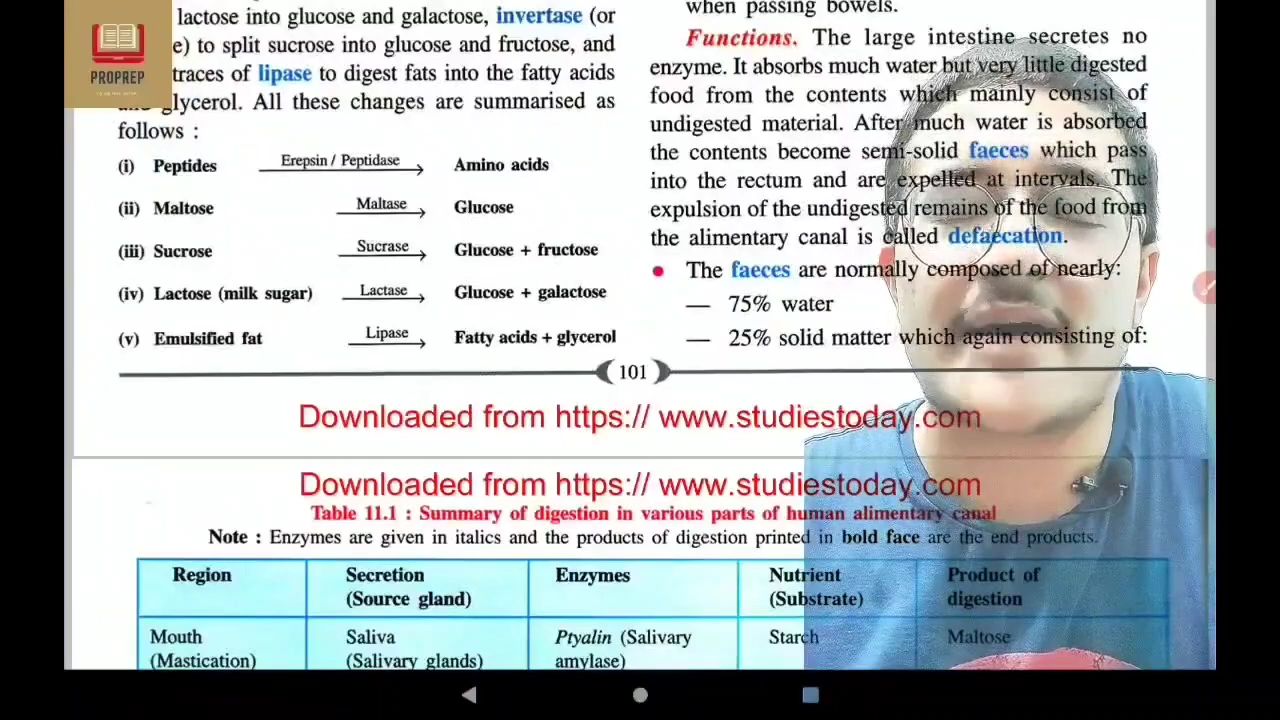 PROPREP
lactose into glucose and galactose, invertase (or
e) to split sucrose into glucose and fructose, and
traces of lipase to digest fats into the fatty acids
glycerol. All these changes are summarised as
follows :
(i) Peptides Erepsin / Peptidase Amino acids
(ii) Maltose Maltase Glucose
(iii) Sucrose Sucrase Glucose + fructose
(iv) Lactose (milk sugar) Lactase Glucose + galactose
(v) Emulsified fat Lipase Fatty acids + glycerol
when passing bowels.
Functions. The large intestine secretes no
enzyme. It absorbs much water but very little digested
food from the contents which mainly consist of
undigested material. After much water is absorbed
the contents become semi-solid faeces which pass
into the rectum and are expelled at intervals. The
expulsion of the undigested remains of the food from
the alimentary canal is called defaecation.
• The faeces are normally composed of nearly:
— 75% water
— 25% solid matter which again consisting of:
101
Downloaded from https:// www.studiestoday.com
Downloaded from https:// www.studiestoday.com
Table 11.1 : Summary of digestion in various parts of human alimentary canal
Note : Enzymes are given in italics and the products of digestion printed in bold face are the end products.
Region Secretion (Source gland) Enzymes Nutrient (Substrate) Product of digestion
Mouth (Mastication) Saliva (Salivary glands) Ptyalin (Salivary amylase) Starch Maltose